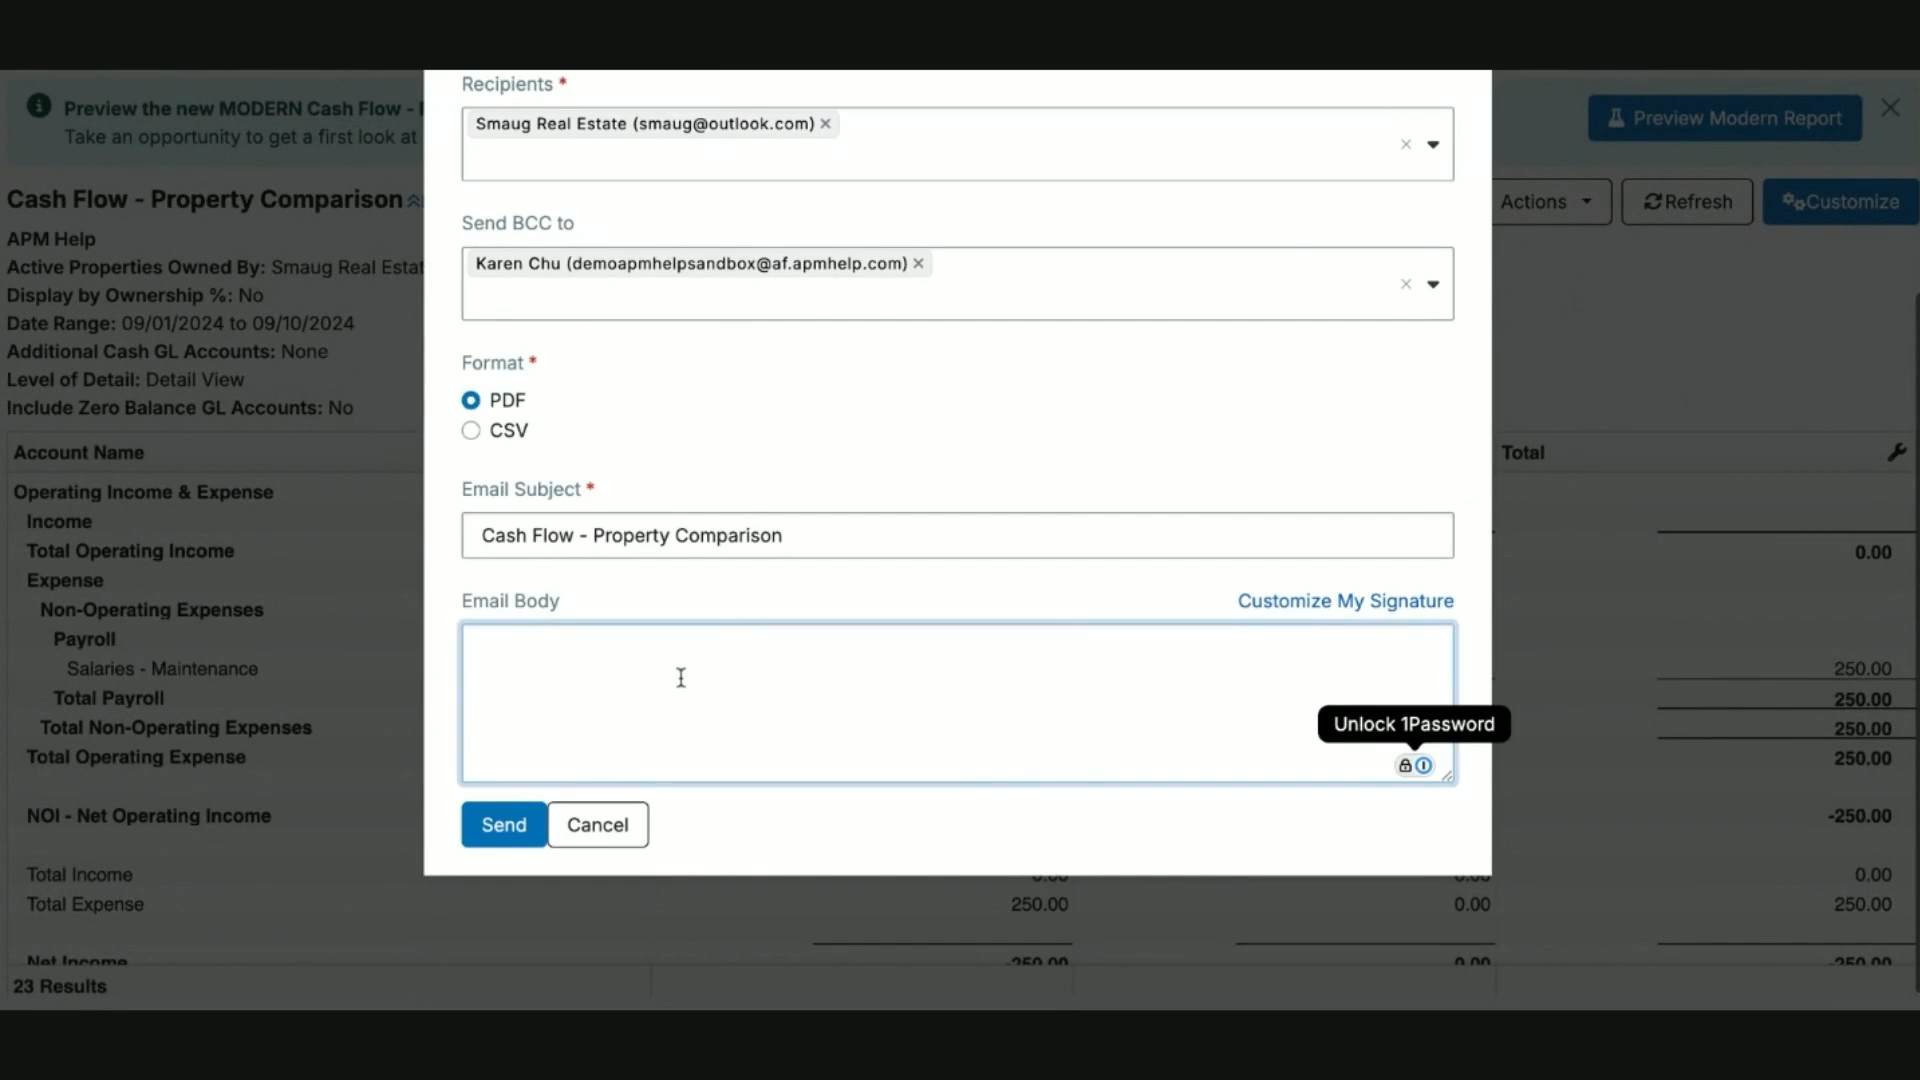 Preview the new MODERN Cash Flow -
Take an opportunity to get a first look at
Preview Modern Report
Cash Flow - Property Comparison
Actions
Refresh
Customize
APM Help
Active Properties Owned By: Smaug Real Estat
Display by Ownership %: No
Date Range: 09/01/2024 to 09/10/2024
Additional Cash GL Accounts: None
Level of Detail: Detail View
Include Zero Balance GL Accounts: No
Recipients *
Smaug Real Estate (smaug@outlook.com) ×
Send BCC to
Karen Chu (demoapmhelpsandbox@af.apmhelp.com) ×
Format *
PDF
CSV
Email Subject *
Cash Flow - Property Comparison
Email Body
Customize My Signature
Unlock 1Password
Send
Cancel
Account Name
Total
Operating Income & Expense
Income
Total Operating Income 0.00
Expense
Non-Operating Expenses
Payroll
Salaries - Maintenance 250.00
Total Payroll 250.00
Total Non-Operating Expenses 250.00
Total Operating Expense 250.00
NOI - Net Operating Income -250.00
Total Income 0.00 0.00 0.00
Total Expense 250.00 0.00 250.00
Net Income -250.00 0.00 -250.00
23 Results